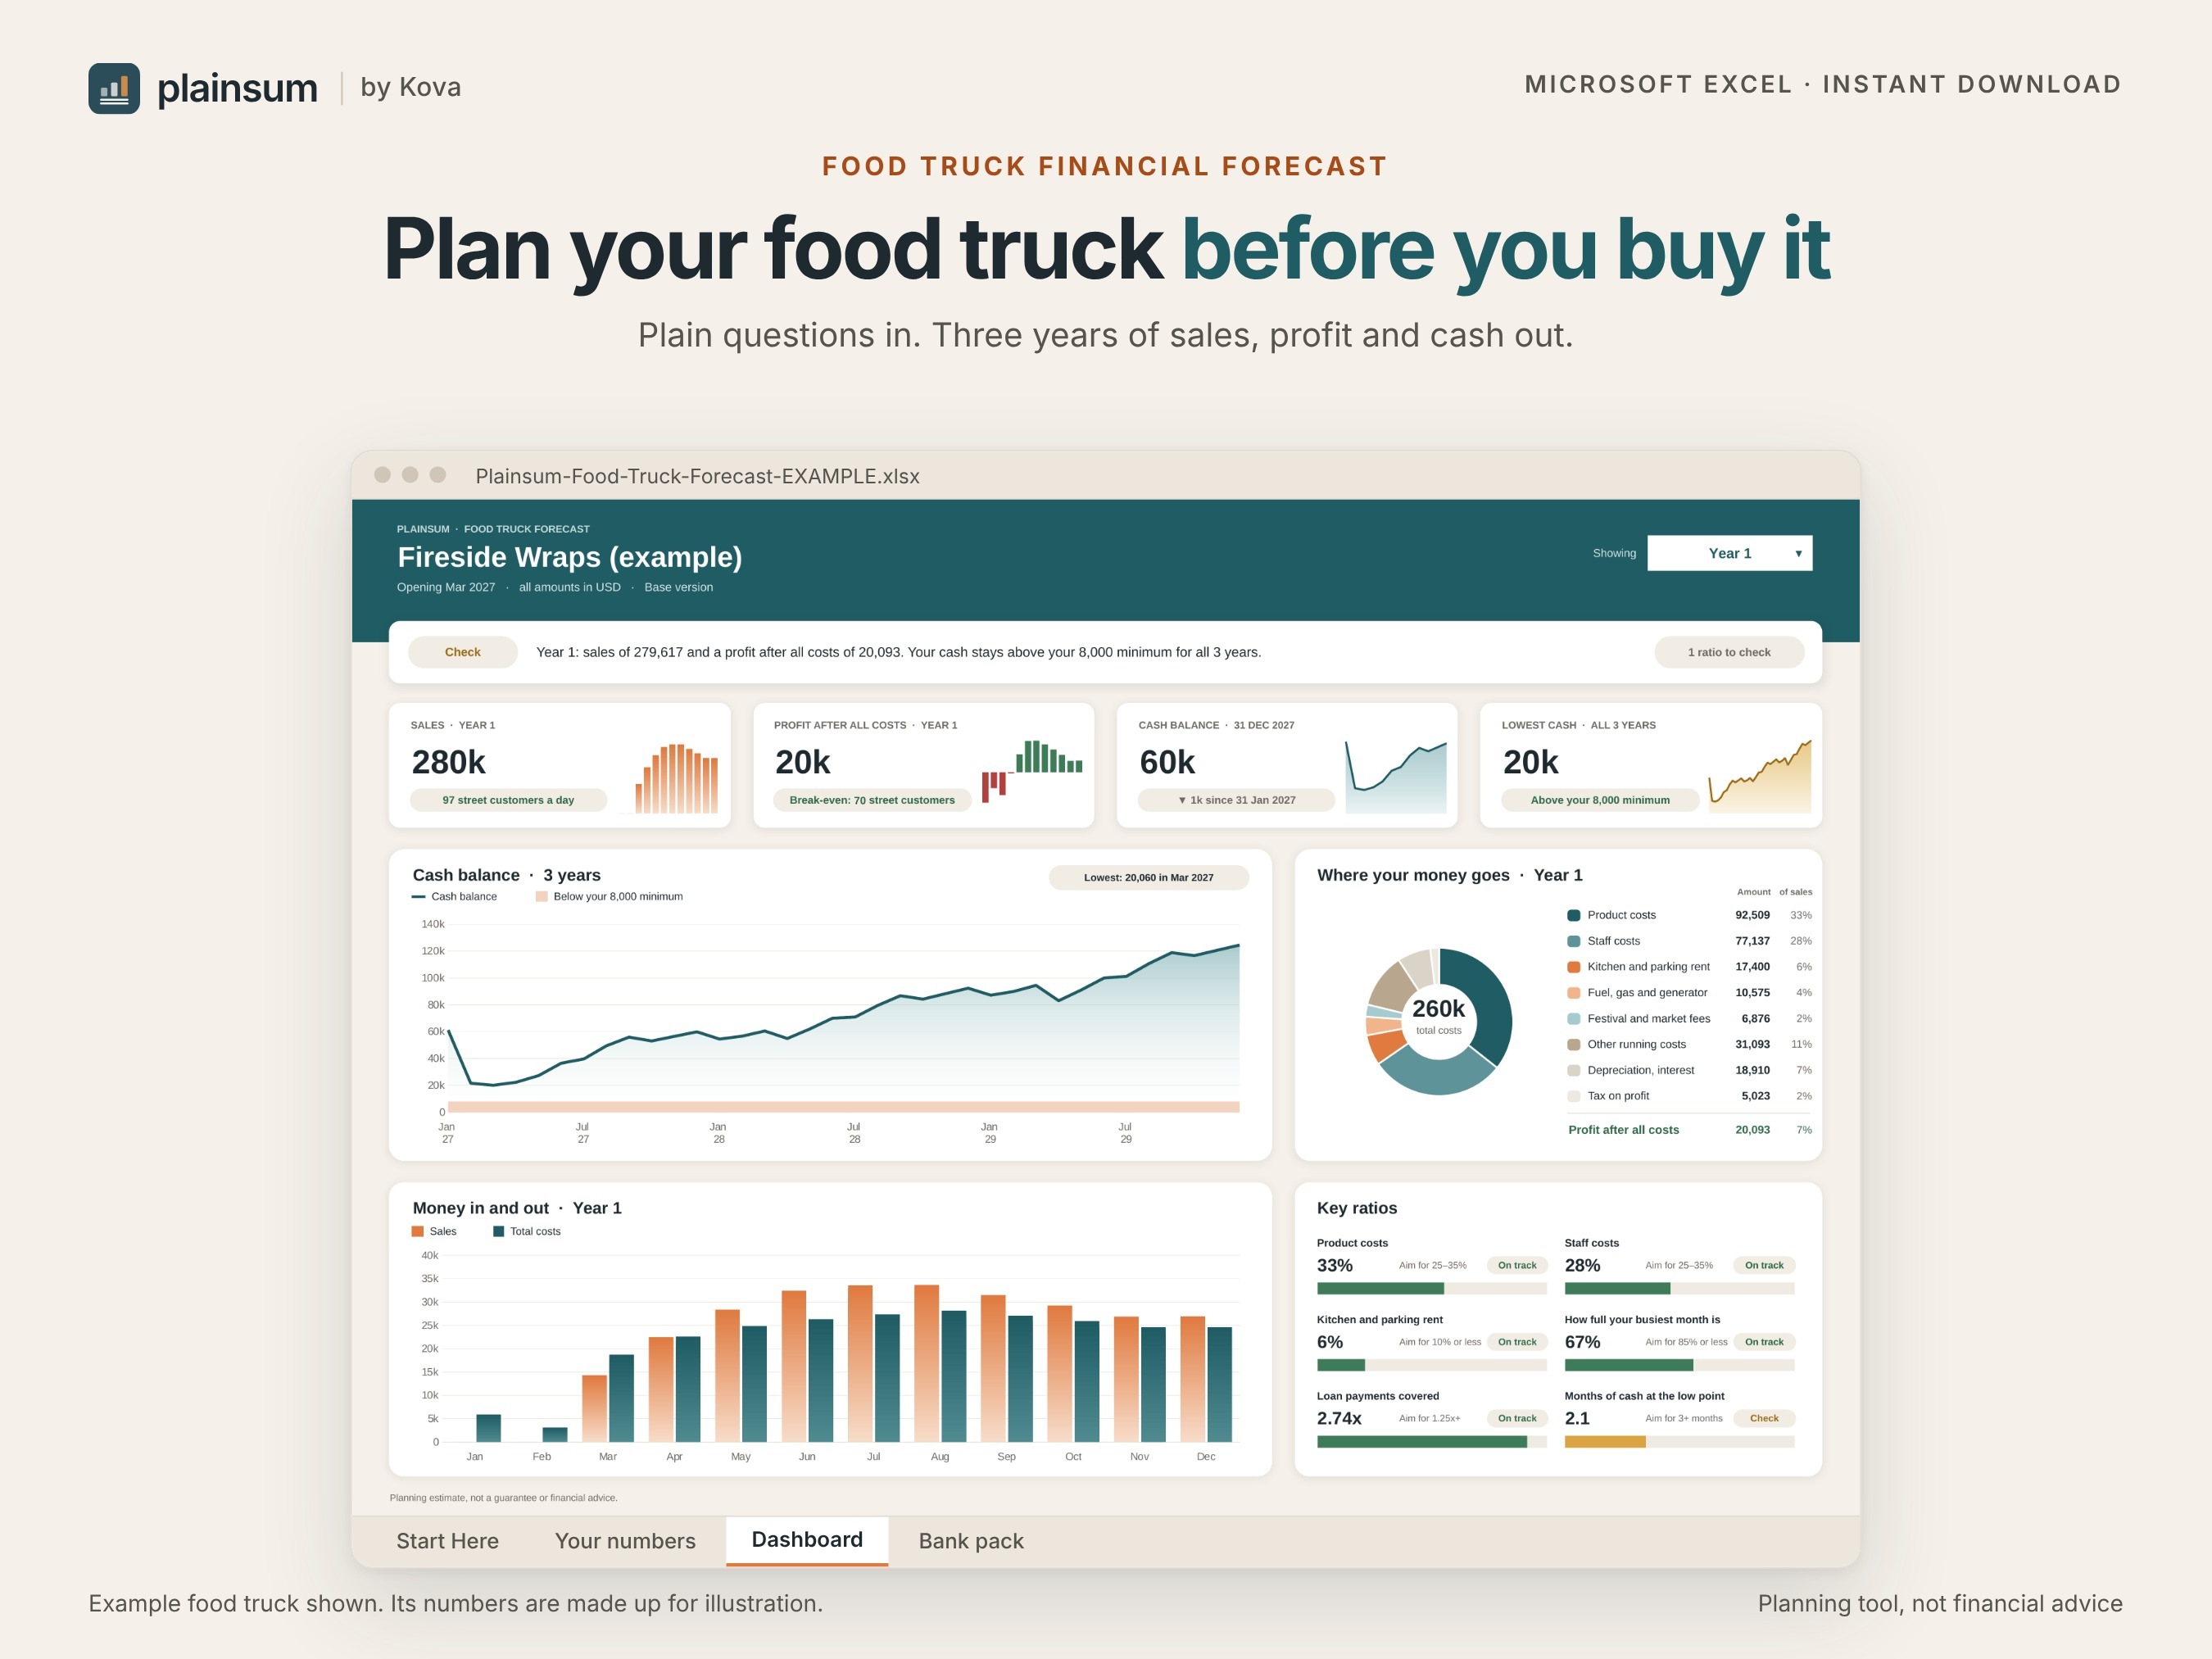 plainsum | by Kova
MICROSOFT EXCEL · INSTANT DOWNLOAD
FOOD TRUCK FINANCIAL FORECAST
Plan your food truck before you buy it
Plain questions in. Three years of sales, profit and cash out.
Plainsum-Food-Truck-Forecast-EXAMPLE.xlsx
PLAINSUM · FOOD TRUCK FORECAST
Fireside Wraps (example)
Opening Mar 2027 · all amounts in USD · Base version
Showing
Year 1 ▼
Check
Year 1: sales of 279,617 and a profit after all costs of 20,093. Your cash stays above your 8,000 minimum for all 3 years.
1 ratio to check
SALES · YEAR 1
280k
97 street customers a day
PROFIT AFTER ALL COSTS · YEAR 1
20k
Break-even: 70 street customers
CASH BALANCE · 31 DEC 2027
60k
▼ 1k since 31 Jan 2027
LOWEST CASH · ALL 3 YEARS
20k
Above your 8,000 minimum
Cash balance · 3 years
Lowest: 20,060 in Mar 2027
Cash balance
Below your 8,000 minimum
140k
120k
100k
80k
60k
40k
20k
0
Jan 27
Jul 27
Jan 28
Jul 28
Jan 29
Jul 29
Where your money goes · Year 1
Amount of sales
260k
total costs
Product costs 92,509 33%
Staff costs 77,137 28%
Kitchen and parking rent 17,400 6%
Fuel, gas and generator 10,575 4%
Festival and market fees 6,876 2%
Other running costs 31,093 11%
Depreciation, interest 18,910 7%
Tax on profit 5,023 2%
Profit after all costs 20,093 7%
Money in and out · Year 1
Sales
Total costs
40k
35k
30k
25k
20k
15k
10k
5k
0
Jan Feb Mar Apr May Jun Jul Aug Sep Oct Nov Dec
Key ratios
Product costs
33% Aim for 25–35% On track
Staff costs
28% Aim for 25–35% On track
Kitchen and parking rent
6% Aim for 10% or less On track
How full your busiest month is
67% Aim for 85% or less On track
Loan payments covered
2.74x Aim for 1.25x+ On track
Months of cash at the low point
2.1 Aim for 3+ months Check
Planning estimate, not a guarantee or financial advice.
Start Here
Your numbers
Dashboard
Bank pack
Example food truck shown. Its numbers are made up for illustration.
Planning tool, not financial advice